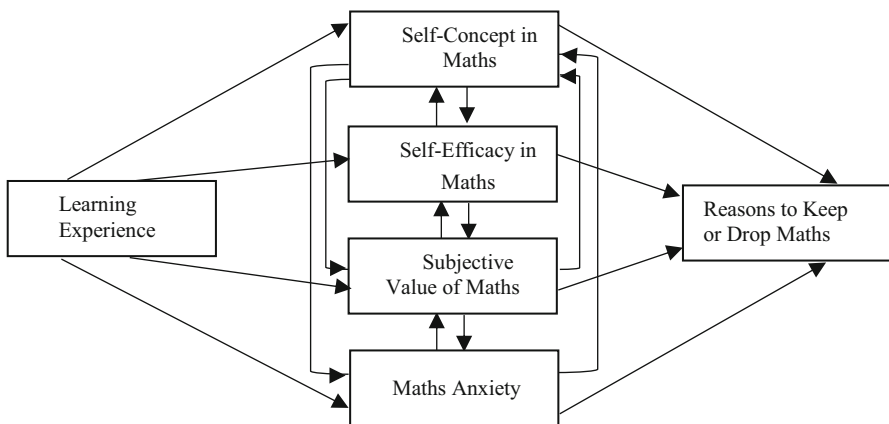 Self-Concept in
Maths
Self-Efficacy in
Maths
Learning
Experience
Reasons to Keep
or Drop Maths
Subjective
Value of Maths
Maths Anxiety